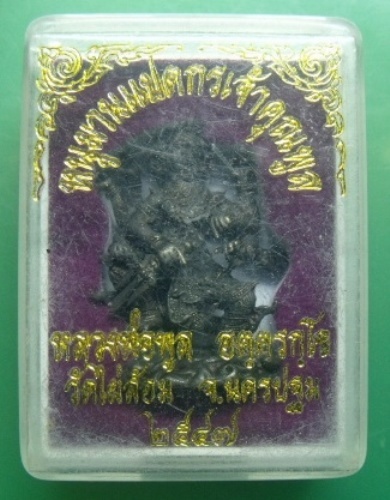 หนุมานแปดกรเจ้าคุณพูล
หลวงพ่อพูล อตฺตรกฺโข
วัดไผ่ล้อม จ.นครปฐม
๒๕๔๗